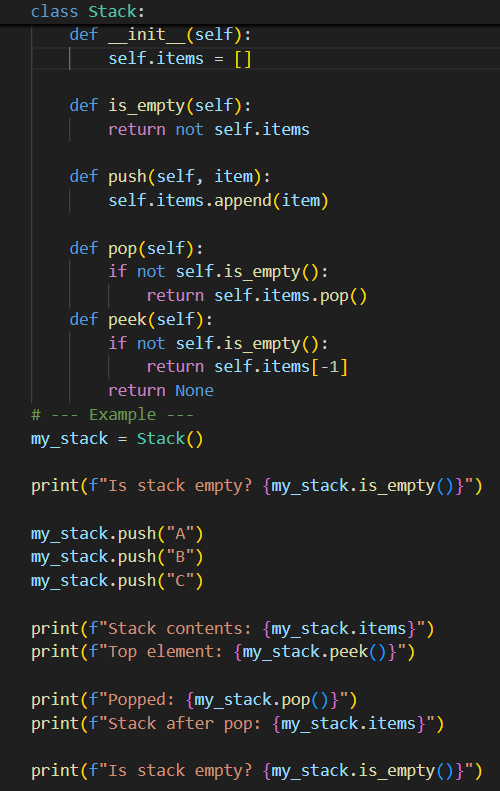 class Stack:
    def __init__(self):
        self.items = []
    def is_empty(self):
        return not self.items
    def push(self, item):
        self.items.append(item)
    def pop(self):
        if not self.is_empty():
            return self.items.pop()
    def peek(self):
        if not self.is_empty():
            return self.items[-1]
        return None
# --- Example ---
my_stack = Stack()
print(f"Is stack empty? {my_stack.is_empty()}")
my_stack.push("A")
my_stack.push("B")
my_stack.push("C")
print(f"Stack contents: {my_stack.items}")
print(f"Top element: {my_stack.peek()}")
print(f"Popped: {my_stack.pop()}")
print(f"Stack after pop: {my_stack.items}")
print(f"Is stack empty? {my_stack.is_empty()}")